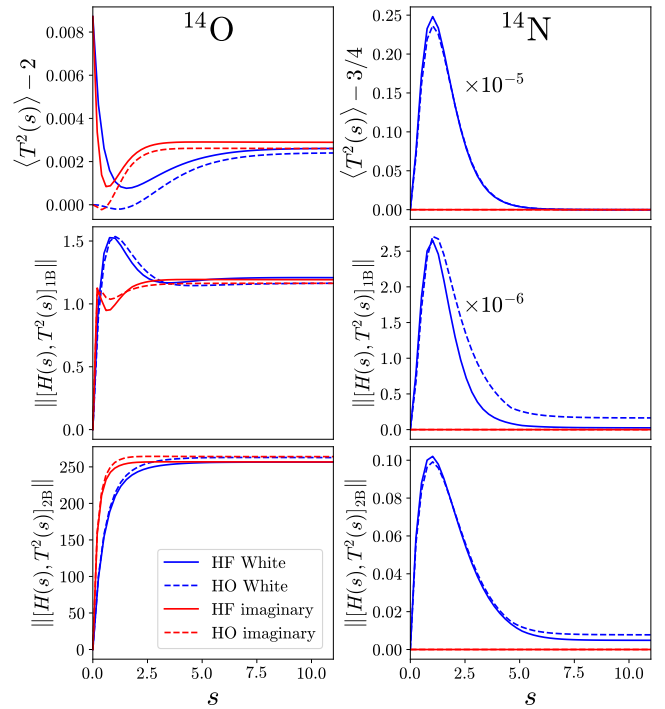 ¹⁴O
⟨T²(s)⟩ − 2
0.008
0.006
0.004
0.002
0.000
¹⁴N
⟨T²(s)⟩ − 3/4
0.25
0.20
0.15
0.10
0.05
0.00
×10⁻⁵
||[H(s), T²(s)]₁B||
1.5
1.0
0.5
0.0
||[H(s), T²(s)]₁B||
2.5
2.0
1.5
1.0
0.5
0.0
×10⁻⁶
||[H(s), T²(s)]₂B||
250
200
150
100
50
0
HF White
HO White
HF imaginary
HO imaginary
0.0 2.5 5.0 7.5 10.0
s
||[H(s), T²(s)]₂B||
0.10
0.08
0.06
0.04
0.02
0.00
0.0 2.5 5.0 7.5 10.0
s